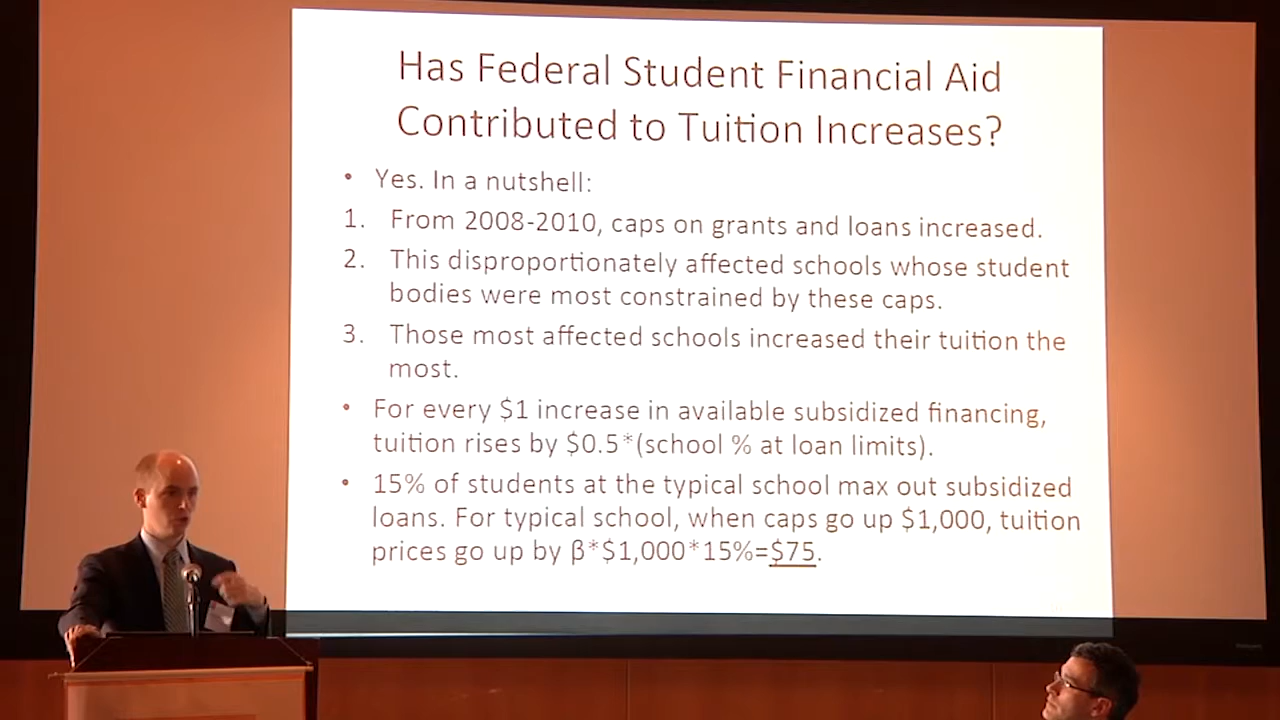 Has Federal Student Financial Aid
Contributed to Tuition Increases?
• Yes. In a nutshell:
1. From 2008-2010, caps on grants and loans increased.
2. This disproportionately affected schools whose student
bodies were most constrained by these caps.
3. Those most affected schools increased their tuition the
most.
• For every $1 increase in available subsidized financing,
tuition rises by $0.5*(school % at loan limits).
• 15% of students at the typical school max out subsidized
loans. For typical school, when caps go up $1,000, tuition
prices go up by β*$1,000*15%=$75.